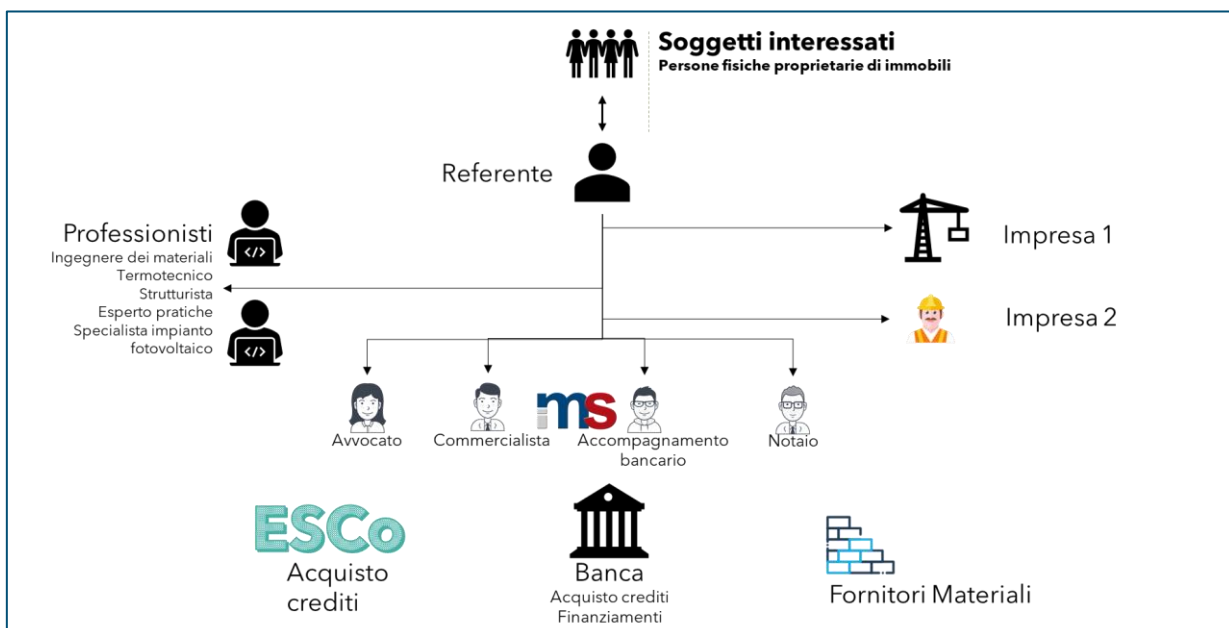 Soggetti interessati
Persone fisiche proprietarie di immobili
Referente
Professionisti
Ingegnere dei materiali
Termotecnico
Strutturista
Esperto pratiche
Specialista impianto
fotovoltaico
</>
</>
Impresa 1
Impresa 2
ims
Avvocato
Commercialista
Accompagnamento
bancario
Notaio
ESCo
Acquisto
crediti
Banca
Acquisto crediti
Finanziamenti
Fornitori Materiali